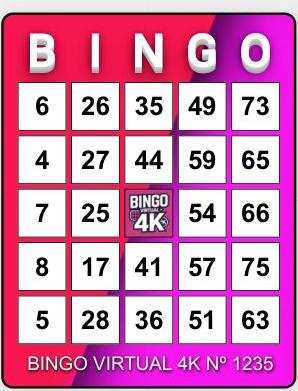 B I N G O
6 26 35 49 73
4 27 44 59 65
7 25 BINGO VIRTUAL 4K 54 66
8 17 41 57 75
5 28 36 51 63
BINGO VIRTUAL 4K Nº 1235